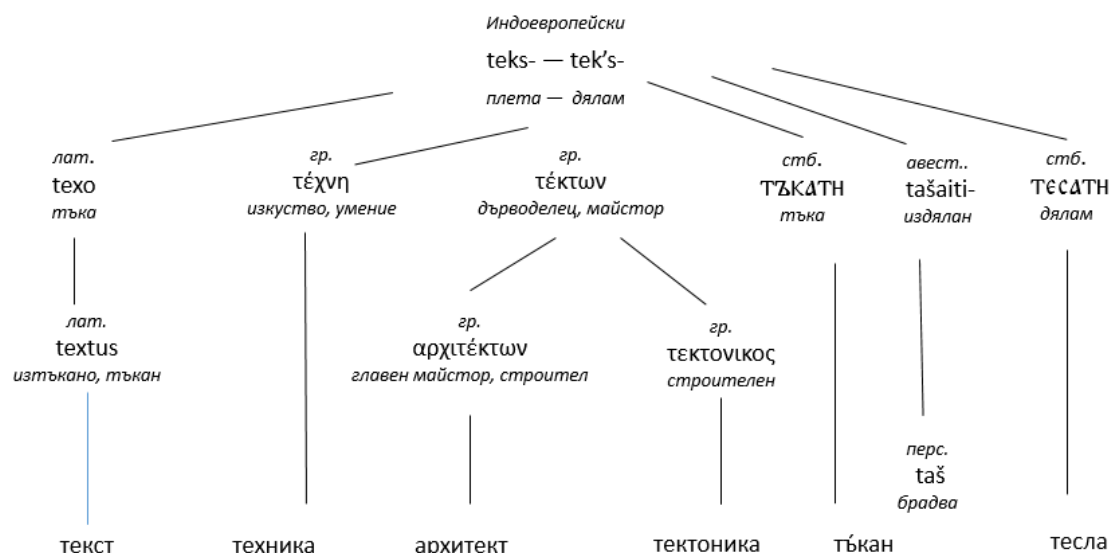 Индоевропейски
teks- — tek's-
плета — дялам
лат.
texo
тъка
гр.
τέχνη
изкуство, умение
гр.
τέκτων
дърводелец, майстор
стб.
ТЪКАТН
тъка
авест..
tašaiti-
издялан
стб.
ТЄСАТН
дялам
лат.
textus
изтъкано, тъкан
гр.
αρχιτέκτων
главен майстор, строител
гр.
τεκτονικος
строителен
перс.
taš
брадва
текст
техника
архитект
тектоника
тъ́кан
тесла